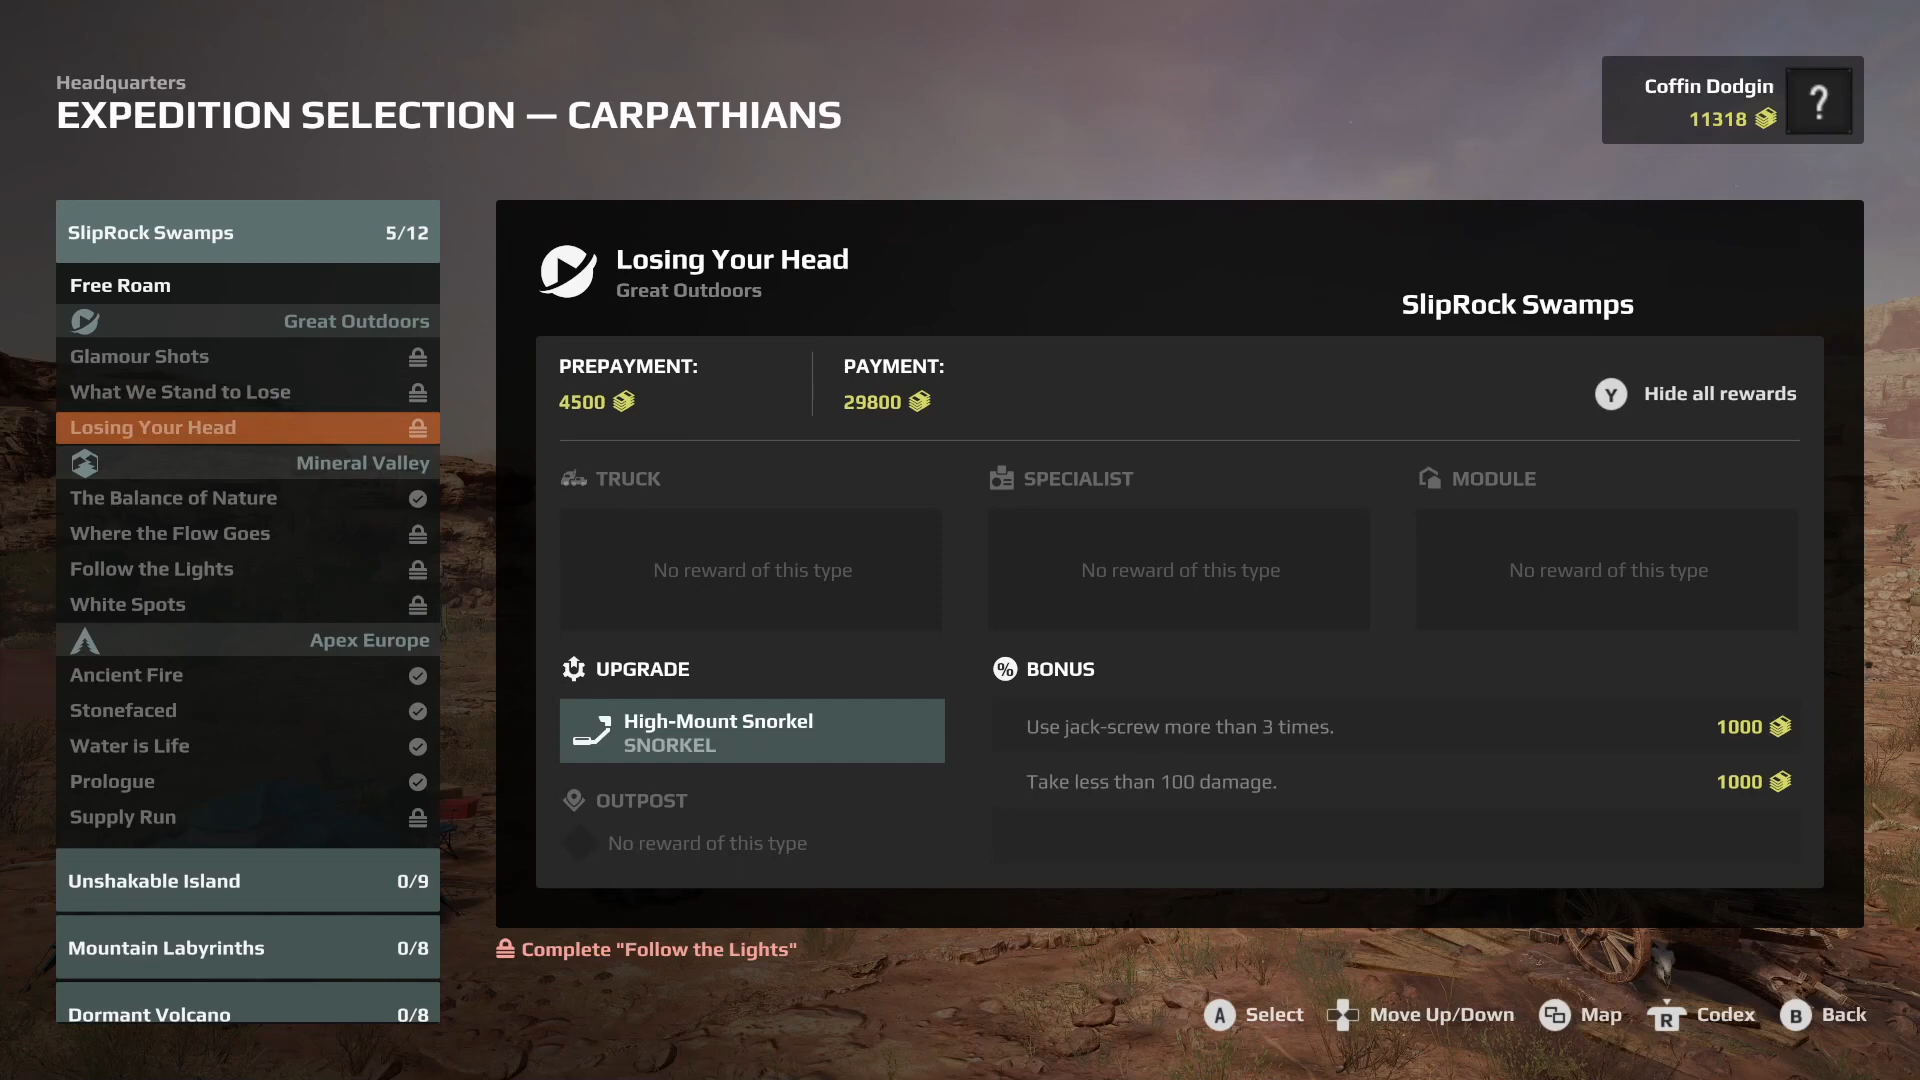 Headquarters
EXPEDITION SELECTION — CARPATHIANS
Coffin Dodgin
11318
?
SlipRock Swamps 5/12
Free Roam
Great Outdoors
Glamour Shots
What We Stand to Lose
Losing Your Head
Mineral Valley
The Balance of Nature
Where the Flow Goes
Follow the Lights
White Spots
Apex Europe
Ancient Fire
Stonefaced
Water is Life
Prologue
Supply Run
Unshakable Island 0/9
Mountain Labyrinths 0/8
Dormant Volcano 0/8
Losing Your Head
Great Outdoors
SlipRock Swamps
PREPAYMENT: PAYMENT:
4500 29800
Y Hide all rewards
TRUCK SPECIALIST MODULE
No reward of this type No reward of this type No reward of this type
UPGRADE
High-Mount Snorkel
SNORKEL
OUTPOST
No reward of this type
% BONUS
Use jack-screw more than 3 times. 1000
Take less than 100 damage. 1000
Complete "Follow the Lights"
A Select Move Up/Down Map R Codex B Back